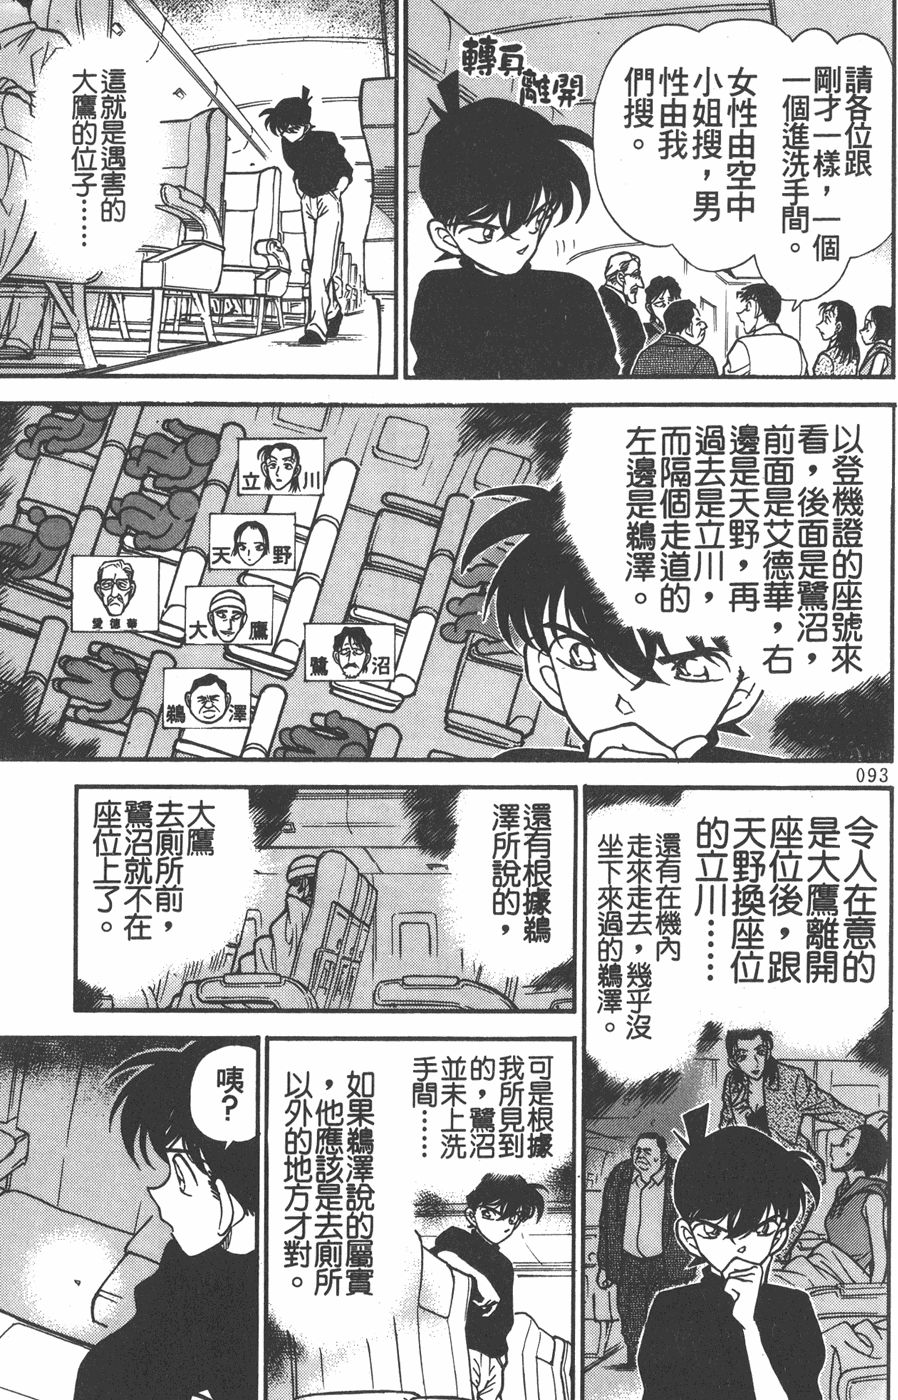 請各位跟
剛才一樣，一個
一個進洗手間。
女性由空中
小姐搜，男
性由我
們搜。
轉身
離開
這就是遇害的
大鷹的位子……
以登機證的座號來
看，後面是鷺沼，
前面是艾德華，右
邊是天野，再
過去是立川，
而隔個走道的
左邊是鵜澤。
立川
天野
愛德華
大鷹
鷺沼
鵜澤
093
令人在意的
是大鷹離開
座位後，跟
天野換座位
的立川……
還有在機內
走來走去，幾乎沒
坐下來過的鵜澤。
還有根據鵜
澤所說的，
大鷹
去廁所前，
鷺沼就不在
座位上了。
可是根據
我所見到
的，鷺沼
並未上洗
手間……
如果鵜澤說的屬實
，他應該是去廁所
以外的地方才對。
咦？